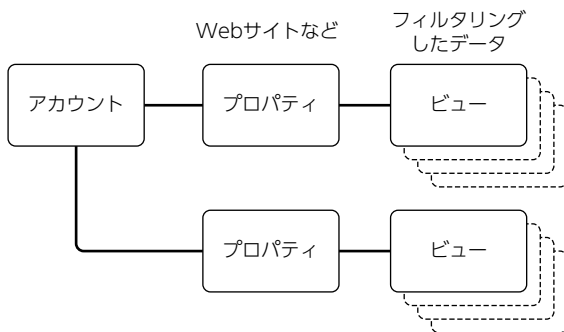 Webサイトなど
フィルタリング
したデータ
アカウント
プロパティ
ビュー
プロパティ
ビュー